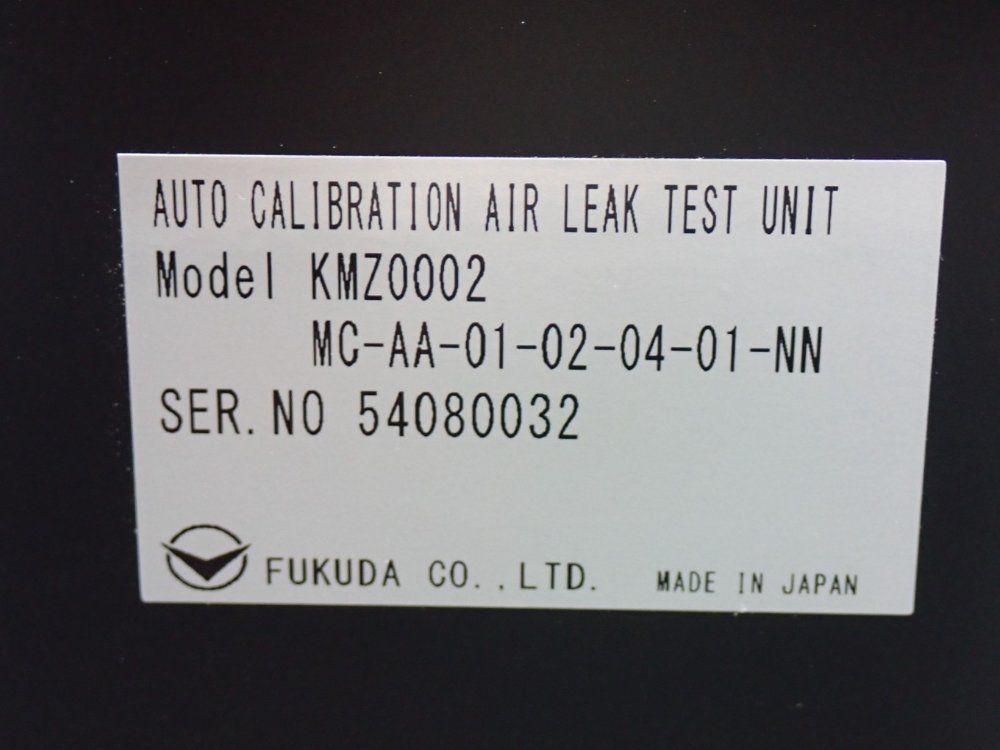 AUTO CALIBRATION AIR LEAK TEST UNIT
Model KMZ0002
MC-AA-01-02-04-01-NN
SER.NO 54080032
FUKUDA CO.,LTD. MADE IN JAPAN